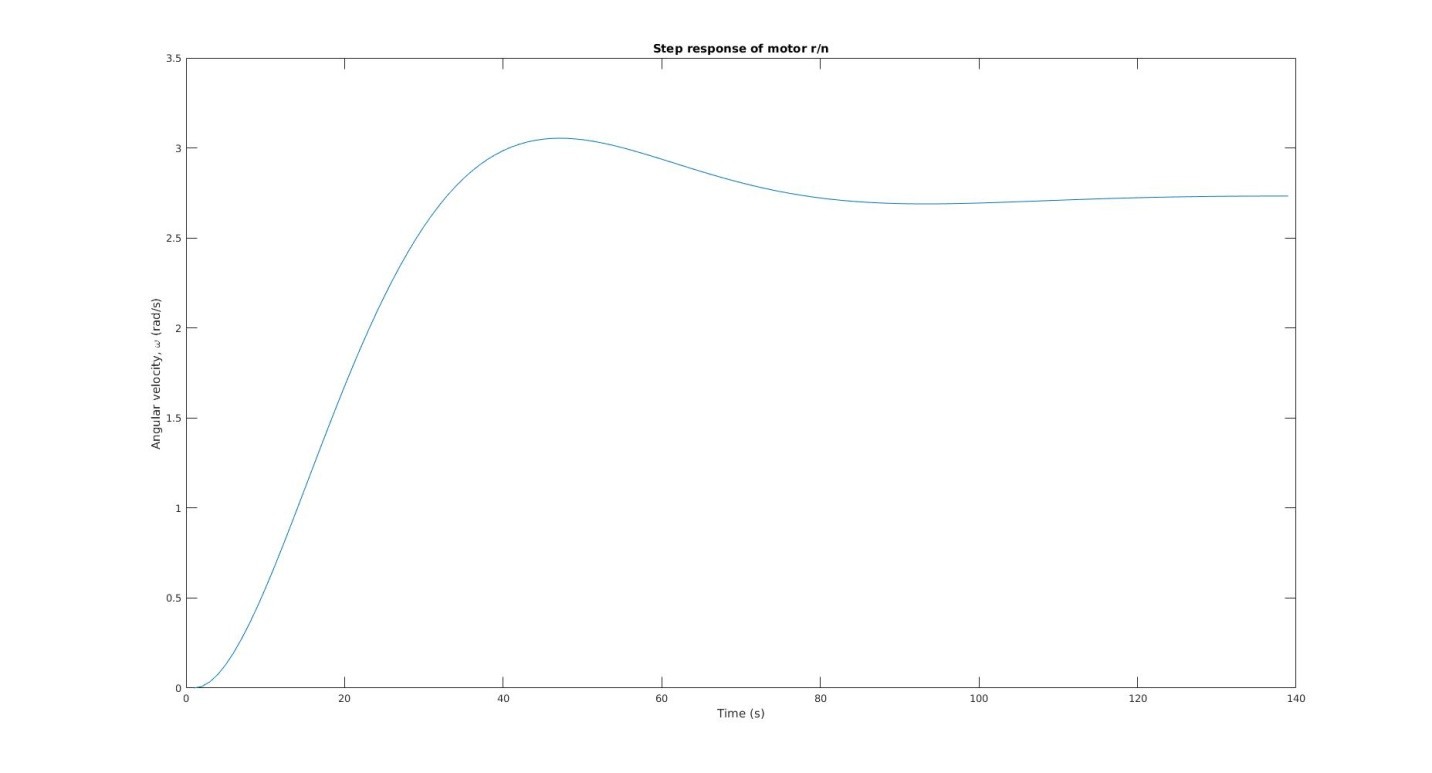 Step response of motor r/n
3.5
3
2.5
2
1.5
1
0.5
0
Angular velocity, ω (rad/s)
0 20 40 60 80 100 120 140
Time (s)